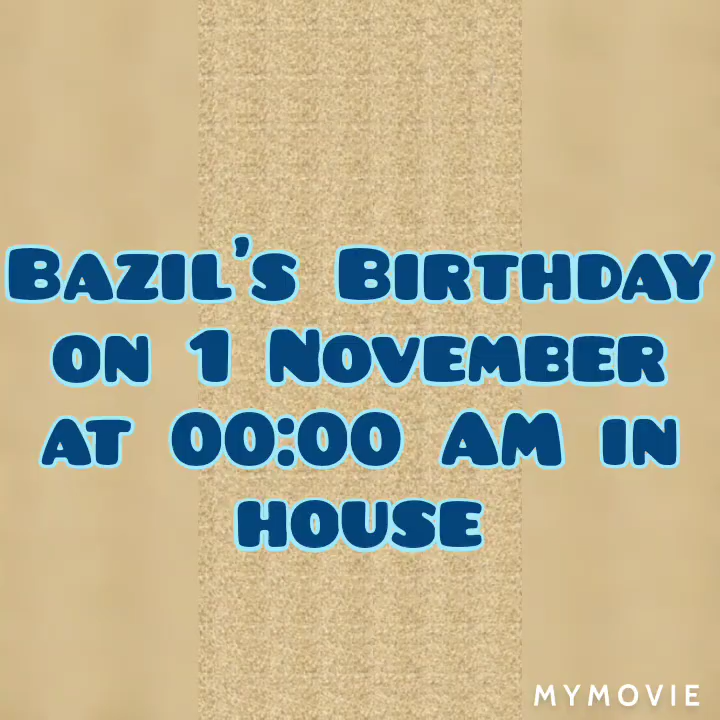 Bazil's Birthday
on 1 November
at 00:00 AM in
house
MYMOVIE